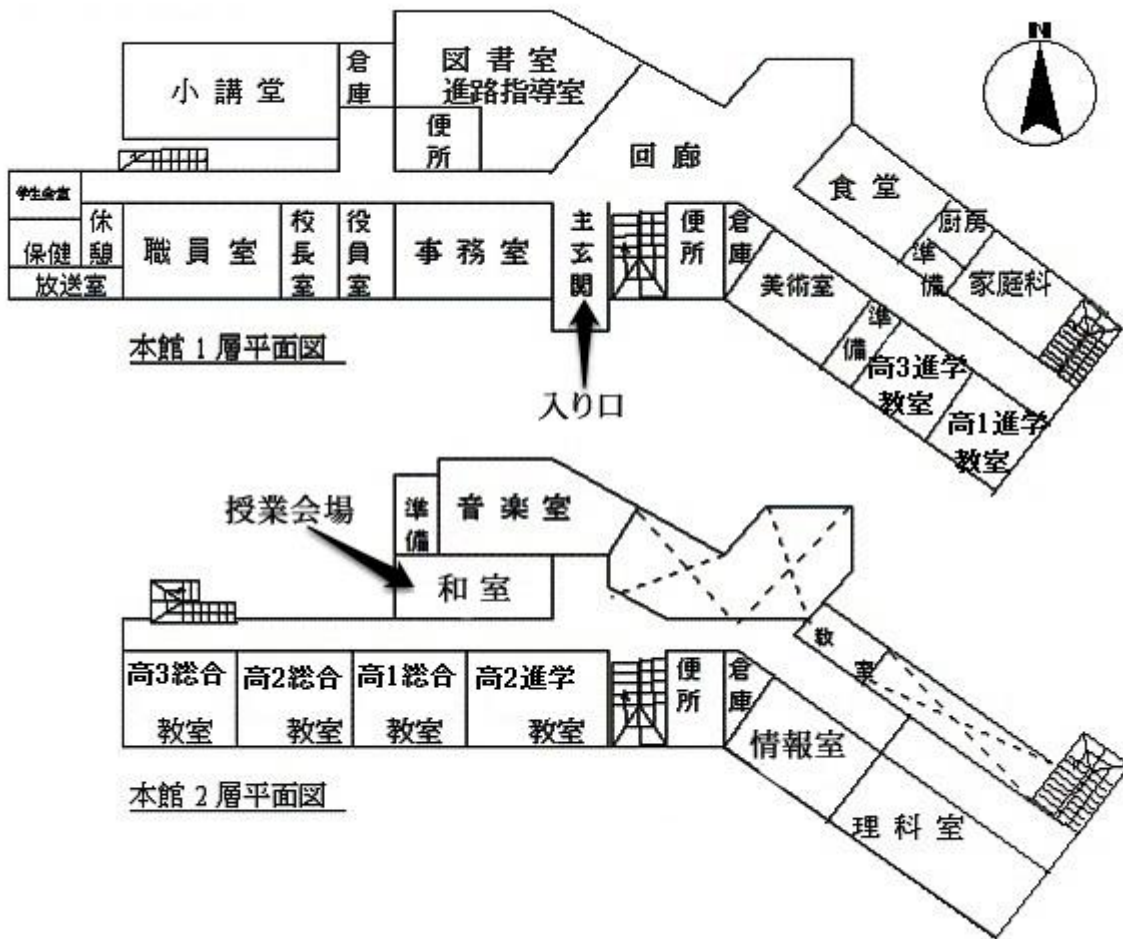 N
小講堂
倉庫
図書室
進路指導室
便所
回廊
食堂
厨房
準備
家庭科
学生会室
保健
休憩
放送室
職員室
校長室
役員室
事務室
主玄関
便所
倉庫
美術室
準備
高3進学
教室
高1進学
教室
本館1層平面図
入り口
授業会場
準備
音楽室
和室
教室
高3総合
教室
高2総合
教室
高1総合
教室
高2進学
教室
便所
倉庫
情報室
理科室
本館2層平面図